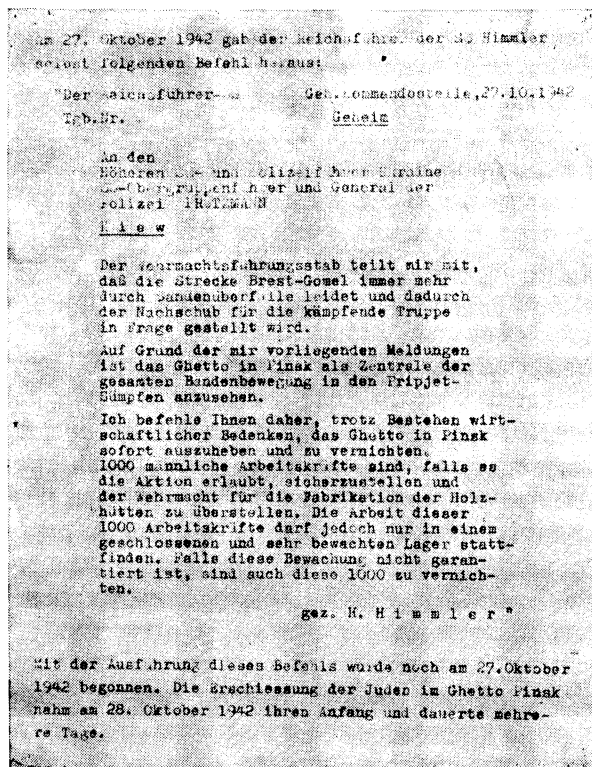 Am 27. Oktober 1942 gab der Reichsführer der SS Himmler
selbst folgenden Befehl heraus:
"Der Reichsführer- Geh.Kommandostelle,27.10.1942
Tgb.Nr. Geheim
An den
Höheren SS- und Polizeiführer Ukraine
SS-Obergruppenführer und General der
Polizei PRÜTZMANN
K i e w
Der Wehrmachtsführungsstab teilt mir mit,
daß die Strecke Brest-Gomel immer mehr
durch Bandenüberfälle leidet und dadurch
der Nachschub für die kämpfende Truppe
in Frage gestellt wird.
Auf Grund der mir vorliegenden Meldungen
ist das Ghetto in Pinsk als Zentrale der
gesamten Bandenbewegung in den Pripjet-
Sümpfen anzusehen.
Ich befehle Ihnen daher, trotz Bestehen wirt-
schaftlicher Bedenken, das Ghetto in Pinsk
sofort auszuheben und zu vernichten.
1000 männliche Arbeitskräfte sind, falls es
die Aktion erlaubt, sicherzustellen und
der Wehrmacht für die Fabrikation der Holz-
hütten zu überstellen. Die Arbeit dieser
1000 Arbeitskräfte darf jedoch nur in einem
geschlossenen und sehr bewachten Lager statt-
finden. Falls diese Bewachung nicht garan-
tiert ist, sind auch diese 1000 zu vernich-
ten.
gez. H. H i m m l e r "
Mit der Ausführung dieses Befehls wurde noch am 27.Oktober
1942 begonnen. Die Erschiessung der Juden im Ghetto Pinsk
nahm am 28. Oktober 1942 ihren Anfang und dauerte mehre-
re Tage.